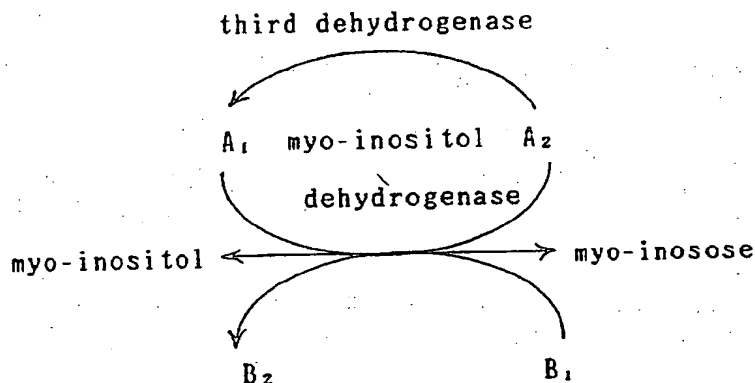 third dehydrogenase
A₁ myo-inositol A₂
dehydrogenase
myo-inositol myo-inosose
B₂ B₁